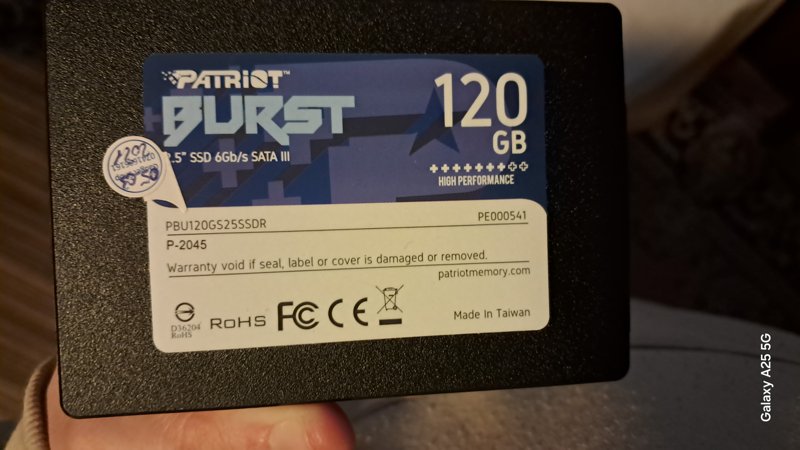 PATRIOT™
BURST
2.5" SSD 6Gb/s SATA III
120
GB
HIGH PERFORMANCE
2021
PBU120GS25SSDR
PE000541
P-2045
Warranty void if seal, label or cover is damaged or removed.
patriotmemory.com
D36204
RoHS
RoHS
FC CE
Made In Taiwan
Galaxy A25 5G